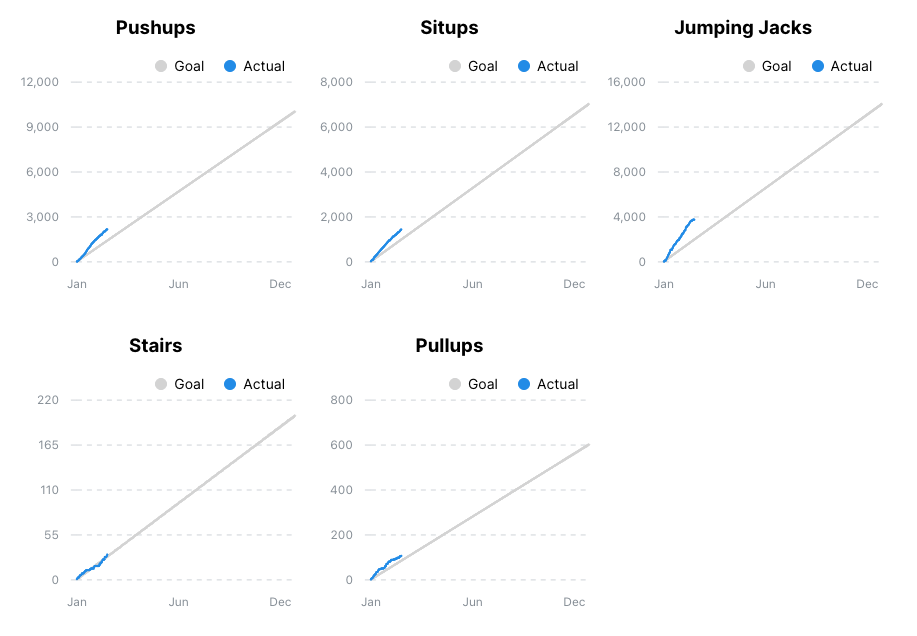 Pushups
Goal Actual
12,000
9,000
6,000
3,000
0
Jan Jun Dec
Situps
Goal Actual
8,000
6,000
4,000
2,000
0
Jan Jun Dec
Jumping Jacks
Goal Actual
16,000
12,000
8,000
4,000
0
Jan Jun Dec
Stairs
Goal Actual
220
165
110
55
0
Jan Jun Dec
Pullups
Goal Actual
800
600
400
200
0
Jan Jun Dec